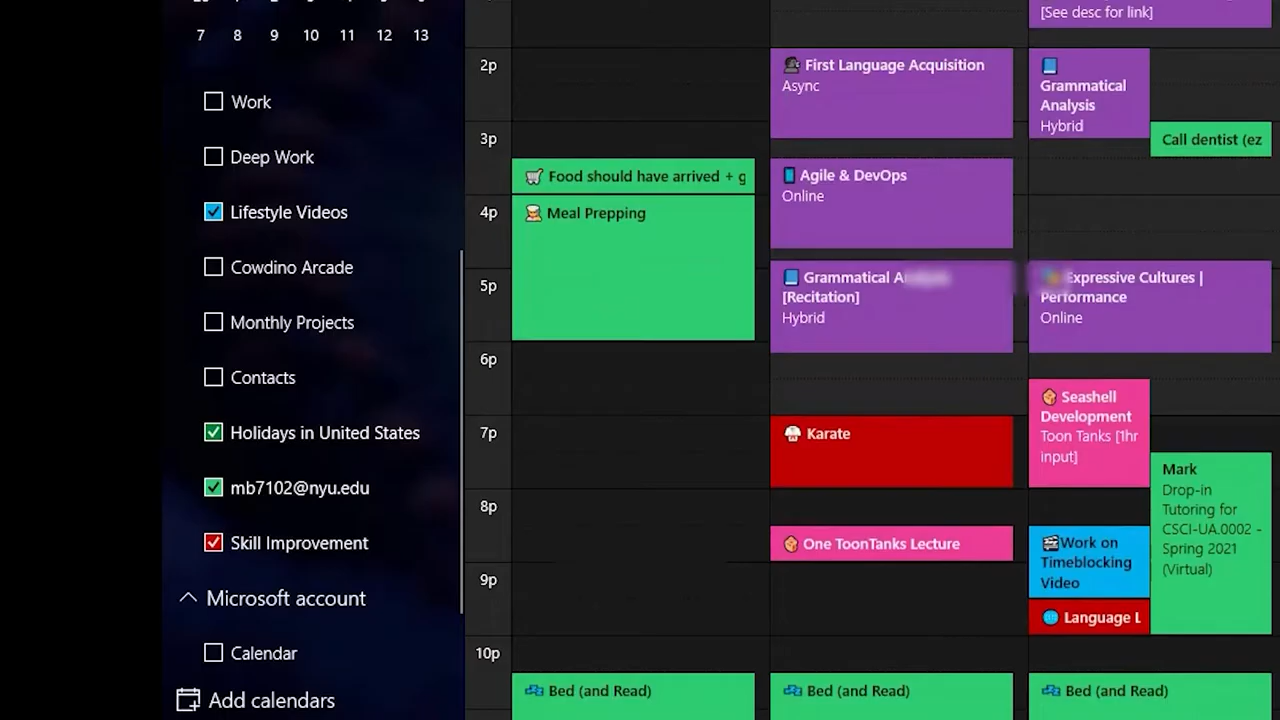 7 8 9 10 11 12 13
Work
Deep Work
Lifestyle Videos
Cowdino Arcade
Monthly Projects
Contacts
Holidays in United States
mb7102@nyu.edu
Skill Improvement
Microsoft account
Calendar
Add calendars
2p
3p
4p
5p
6p
7p
8p
9p
10p
Food should have arrived + g
Meal Prepping
Bed (and Read)
First Language Acquisition
Async
Agile & DevOps
Online
Grammatical Analysis
[Recitation]
Hybrid
Karate
One ToonTanks Lecture
Bed (and Read)
[See desc for link]
Grammatical
Analysis
Hybrid
Call dentist (ez
Expressive Cultures |
Performance
Online
Seashell
Development
Toon Tanks [1hr
input]
Mark
Drop-in
Tutoring for
CSCI-UA.0002 -
Spring 2021
(Virtual)
Work on
Timeblocking
Video
Language L
Bed (and Read)